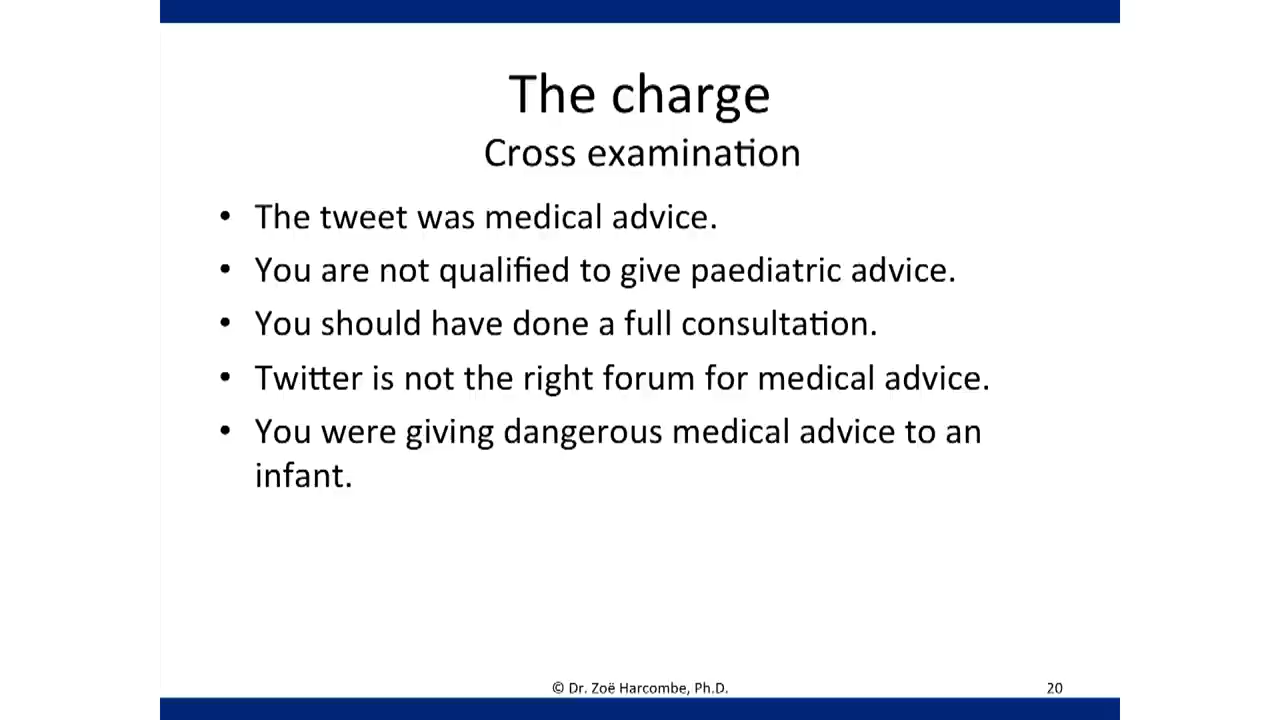 The charge
Cross examination
• The tweet was medical advice.
• You are not qualified to give paediatric advice.
• You should have done a full consultation.
• Twitter is not the right forum for medical advice.
• You were giving dangerous medical advice to an
infant.
© Dr. Zoë Harcombe, Ph.D.
20